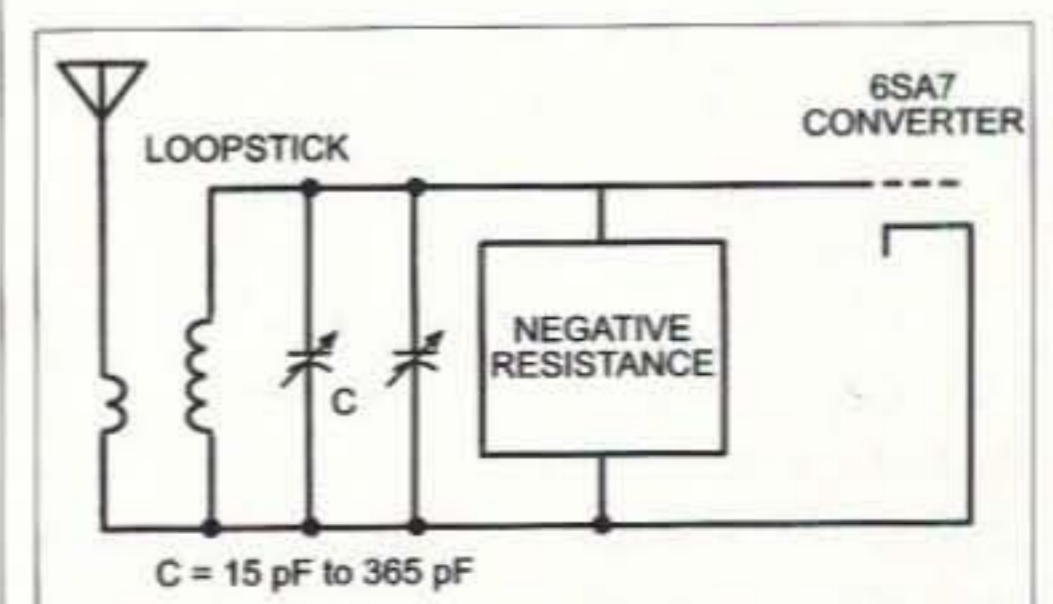 LOOPSTICK
6SA7
CONVERTER
NEGATIVE
RESISTANCE
C
C = 15 pF to 365 pF